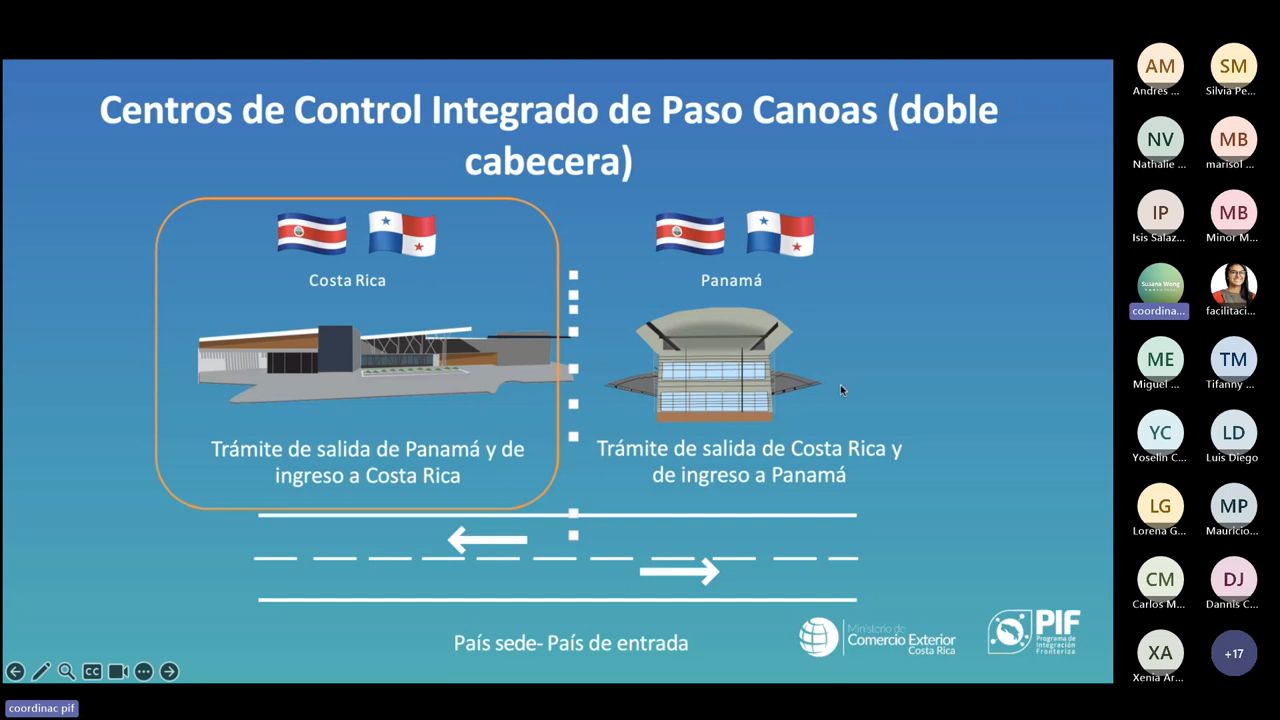 Centros de Control Integrado de Paso Canoas (doble
cabecera)
Costa Rica
Panamá
Trámite de salida de Panamá y de
ingreso a Costa Rica
Trámite de salida de Costa Rica y
de ingreso a Panamá
País sede- País de entrada
Ministerio de
Comercio Exterior
Costa Rica
PIF
Programa de
Integración
Fronteriza
CC
coordinac pif
AM
Andres ...
SM
Silvia Pe...
NV
Nathalie ...
MB
marisol ...
IP
Isis Salaz...
MB
Minor M...
Susana Wong
coordina...
facilitaci...
ME
Miguel ...
TM
Tifanny ...
YC
Yoselin C...
LD
Luis Diego
LG
Lorena G...
MP
Mauricio...
CM
Carlos M...
DJ
Dannis C...
XA
Xenia Ar...
+17